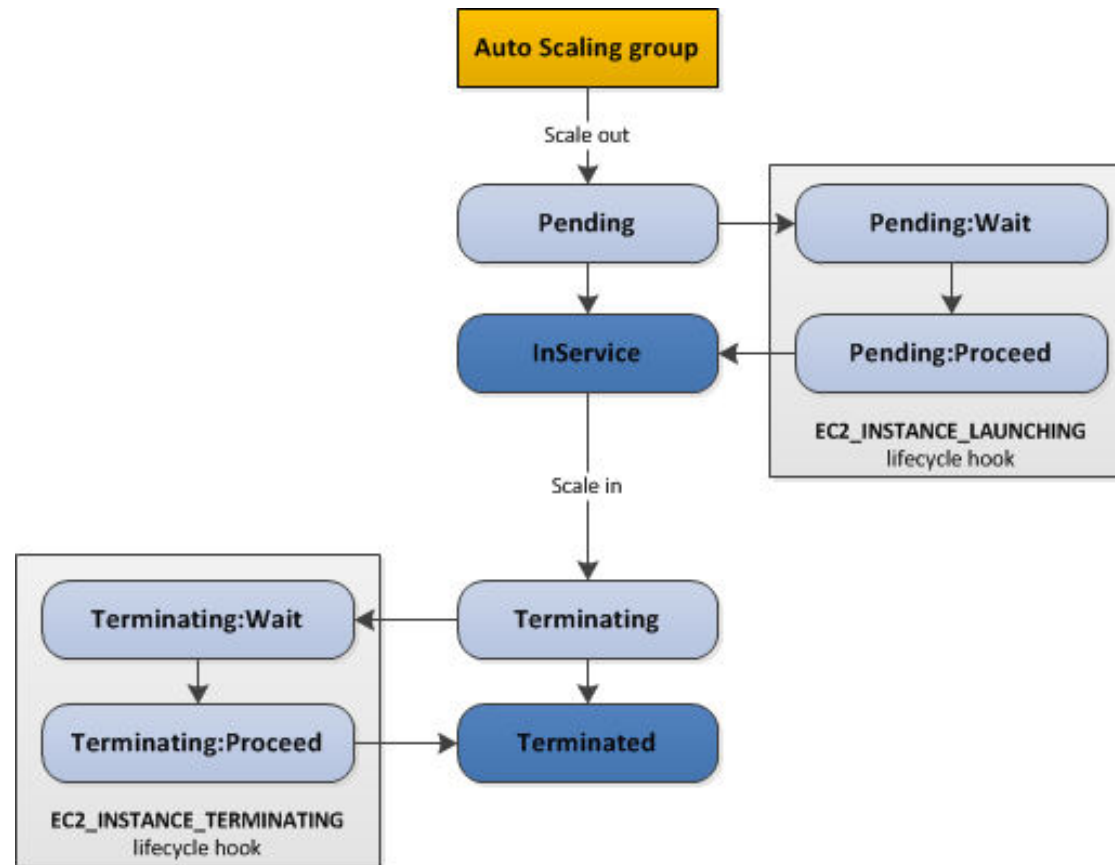 Auto Scaling group
Scale out
Pending
Pending:Wait
InService
Pending:Proceed
EC2_INSTANCE_LAUNCHING
lifecycle hook
Scale in
Terminating:Wait
Terminating
Terminating:Proceed
Terminated
EC2_INSTANCE_TERMINATING
lifecycle hook